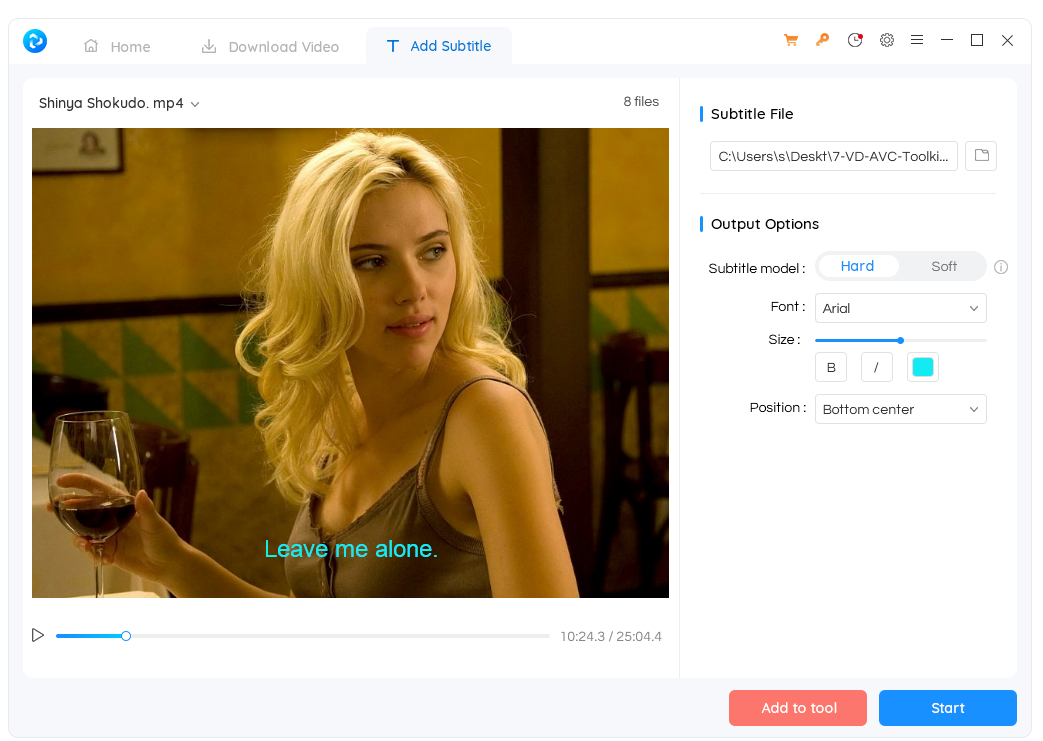 Home
Download Video
Add Subtitle
Shinya Shokudo. mp4
8 files
Leave me alone.
10:24.3 / 25:04.4
Subtitle File
C:\Users\s\Deskt\7-VD-AVC-Toolki...
Output Options
Subtitle model :
Hard
Soft
Font :
Arial
Size :
B
/
Position :
Bottom center
Add to tool
Start